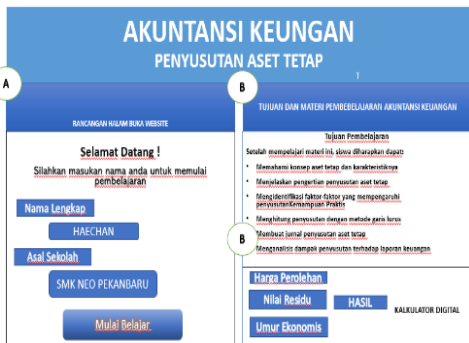 AKUNTANSI KEUNGAN
PENYUSUTAN ASET TETAP
A
RANCANGAN HALAM BUKA WEBSITE
Selamat Datang !
Silahkan masukan nama anda untuk memulai
pembelajaran
Nama Lengkap
HAECHAN
Asal Sekolah
SMK NEO PEKANBARU
Mulai Belajar
B
TUJUAN DAN MATERI PEMBEBELAJARAN AKUNTANSI KEUANGAN
Tujuan Pembelajaran
Setelah mempelajari materi ini, siswa diharapkan dapat:
• Memahami konsep aset tetap dan karakteristiknya
• Menjelaskan pengertian penyusutan aset tetap
• Mengidentifikasi faktor-faktor yang mempengaruhi
penyusutanKemampuan Praktis
• Menghitung penyusutan dengan metode garis lurus
Membuat jurnal penyusutan aset tetap
B
Menganalisis dampak penyusutan terhadap laporan keuangan
Harga Perolehan
Nilai Residu
HASIL
KALKULATOR DIGITAL
Umur Ekonomis